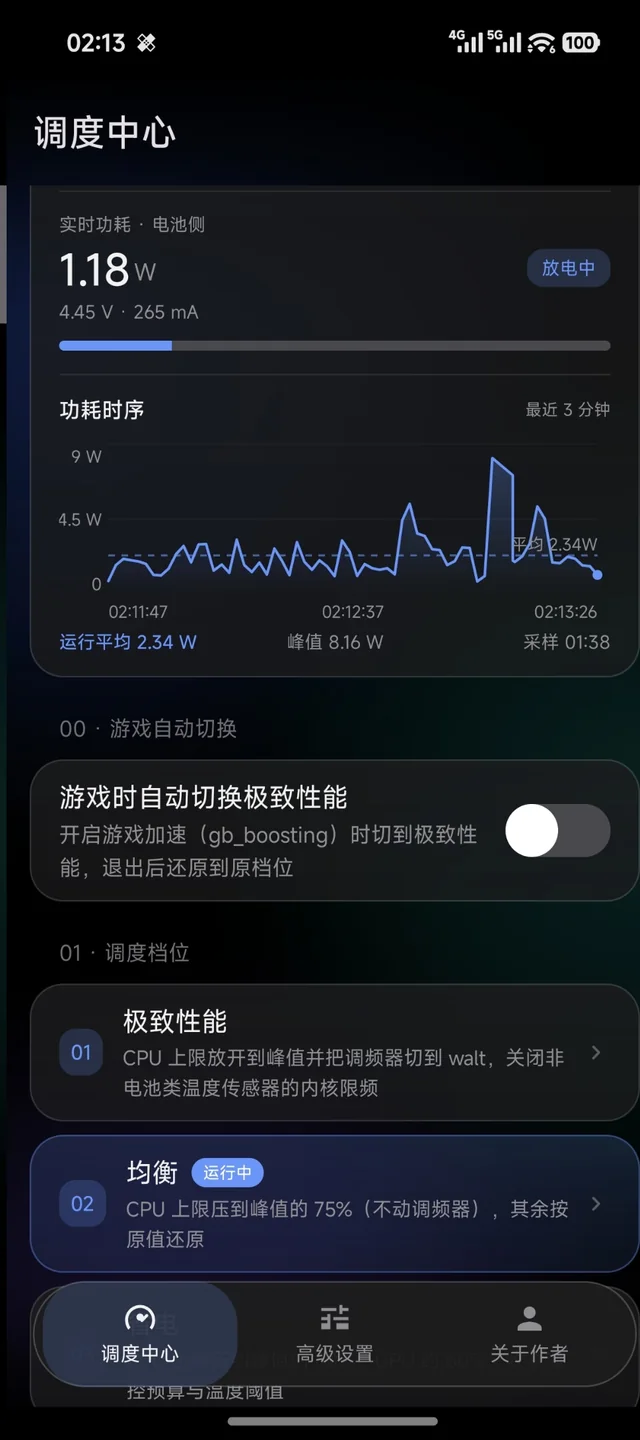 02:13
4G 5G 6 100
调度中心
实时功耗 · 电池侧
1.18 W
放电中
4.45 V · 265 mA
功耗时序
最近 3 分钟
9 W
4.5 W
平均 2.34W
0
02:11:47
02:12:37
02:13:26
运行平均 2.34 W
峰值 8.16 W
采样 01:38
00 · 游戏自动切换
游戏时自动切换极致性能
开启游戏加速（gb_boosting）时切到极致性
能，退出后还原到原档位
01 · 调度档位
极致性能
01
CPU 上限放开到峰值并把调频器切到 walt，关闭非
电池类温度传感器的内核限频
均衡 运行中
02
CPU 上限压到峰值的 75%（不动调频器），其余按
原值还原
调度中心
高级设置
关于作者
控预算与温度阈值